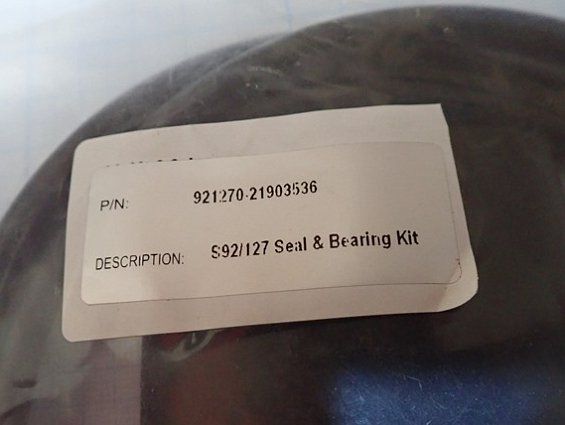 P/N: 921270-21903536
DESCRIPTION: S92/127 Seal & Bearing Kit